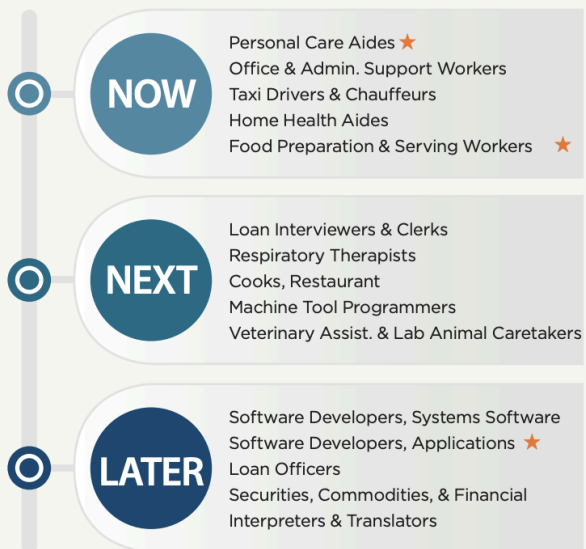 NOW
Personal Care Aides
Office & Admin. Support Workers
Taxi Drivers & Chauffeurs
Home Health Aides
Food Preparation & Serving Workers
NEXT
Loan Interviewers & Clerks
Respiratory Therapists
Cooks, Restaurant
Machine Tool Programmers
Veterinary Assist. & Lab Animal Caretakers
LATER
Software Developers, Systems Software
Software Developers, Applications
Loan Officers
Securities, Commodities, & Financial
Interpreters & Translators